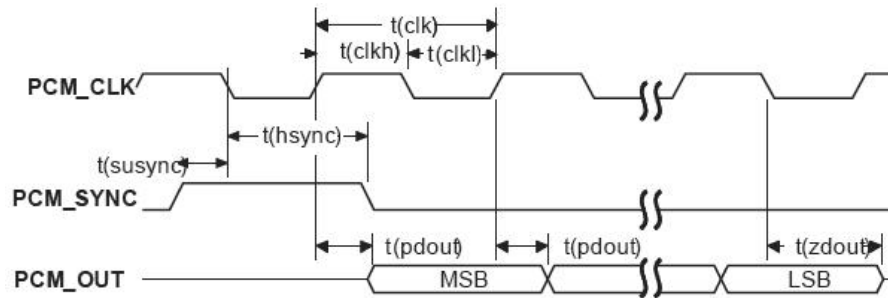 t(clk)
t(clkh)
t(clkl)
PCM_CLK
t(hsync)
t(susync)
PCM_SYNC
t(pdout)
t(pdout)
t(zdout)
PCM_OUT
MSB
LSB